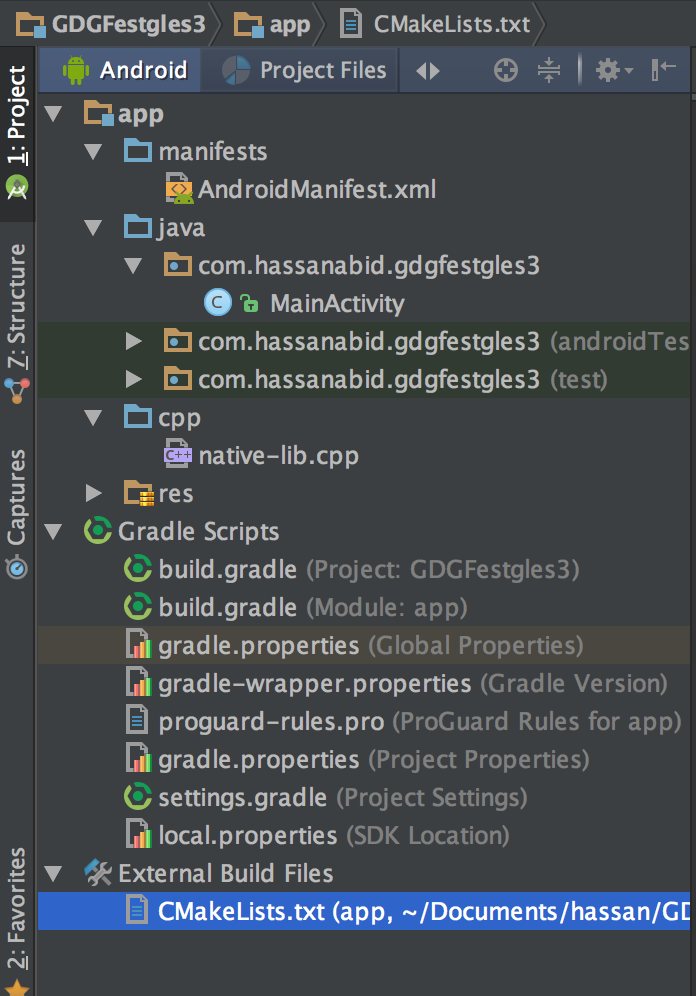 GDGFestgles3 app CMakeLists.txt
1: Project
Z: Structure
Captures
2: Favorites
Android Project Files
app
manifests
AndroidManifest.xml
java
com.hassanabid.gdgfestgles3
C MainActivity
com.hassanabid.gdgfestgles3 (androidTes
com.hassanabid.gdgfestgles3 (test)
cpp
C++ native-lib.cpp
res
Gradle Scripts
build.gradle (Project: GDGFestgles3)
build.gradle (Module: app)
gradle.properties (Global Properties)
gradle-wrapper.properties (Gradle Version)
proguard-rules.pro (ProGuard Rules for app)
gradle.properties (Project Properties)
settings.gradle (Project Settings)
local.properties (SDK Location)
External Build Files
CMakeLists.txt (app, ~/Documents/hassan/GD